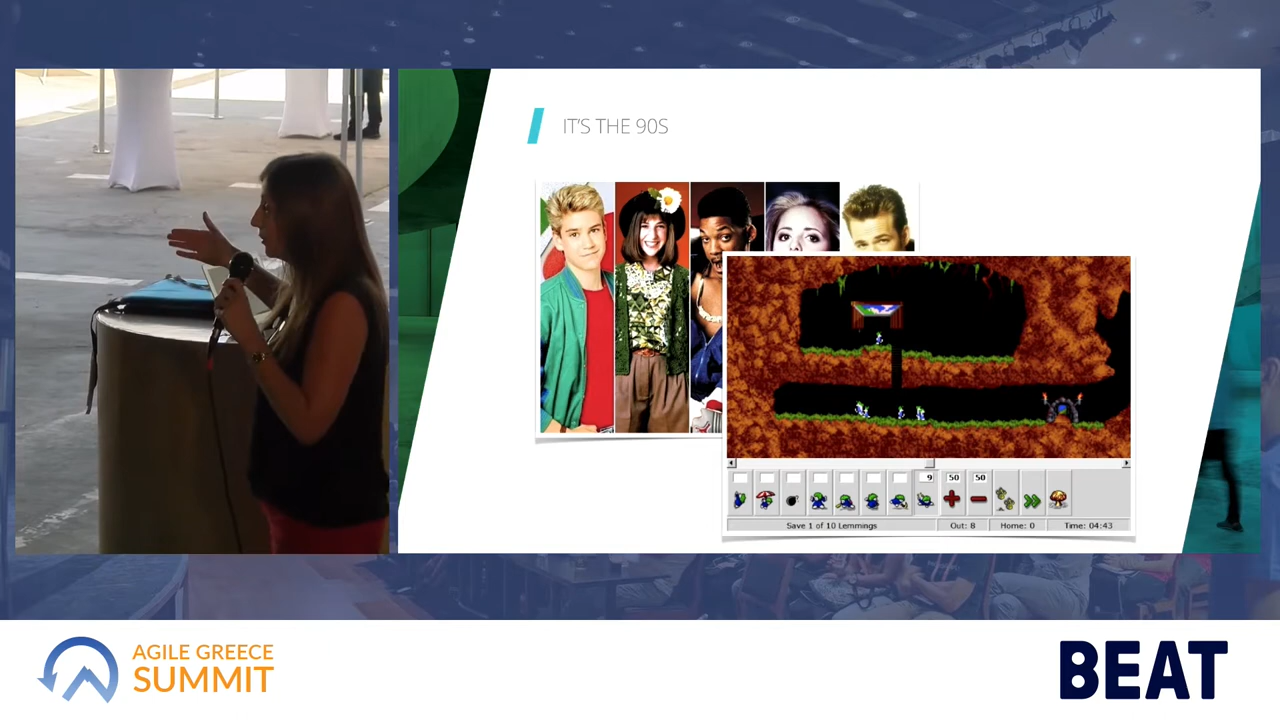 IT'S THE 90S
9
50
50
Save 1 of 10 Lemmings
Out: 8
Home: 0
Time: 04:43
AGILE GREECE
SUMMIT
BEAT